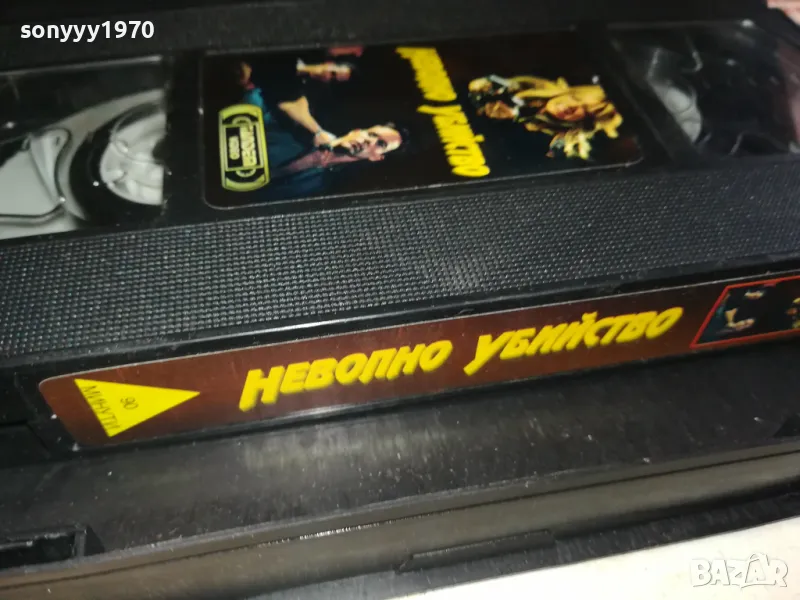 sonyyy1970
НЕВОЛНО УБИЙСТВО
НЕВОЛНО УБИЙСТВО
90
МИНУТИ
BAZAR